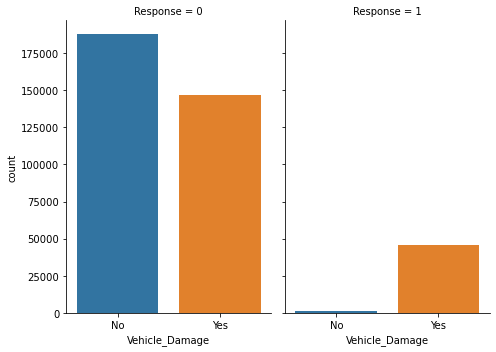 Response = 0
Response = 1
175000
150000
125000
100000
75000
50000
25000
0
count
No
Yes
No
Yes
Vehicle_Damage
Vehicle_Damage